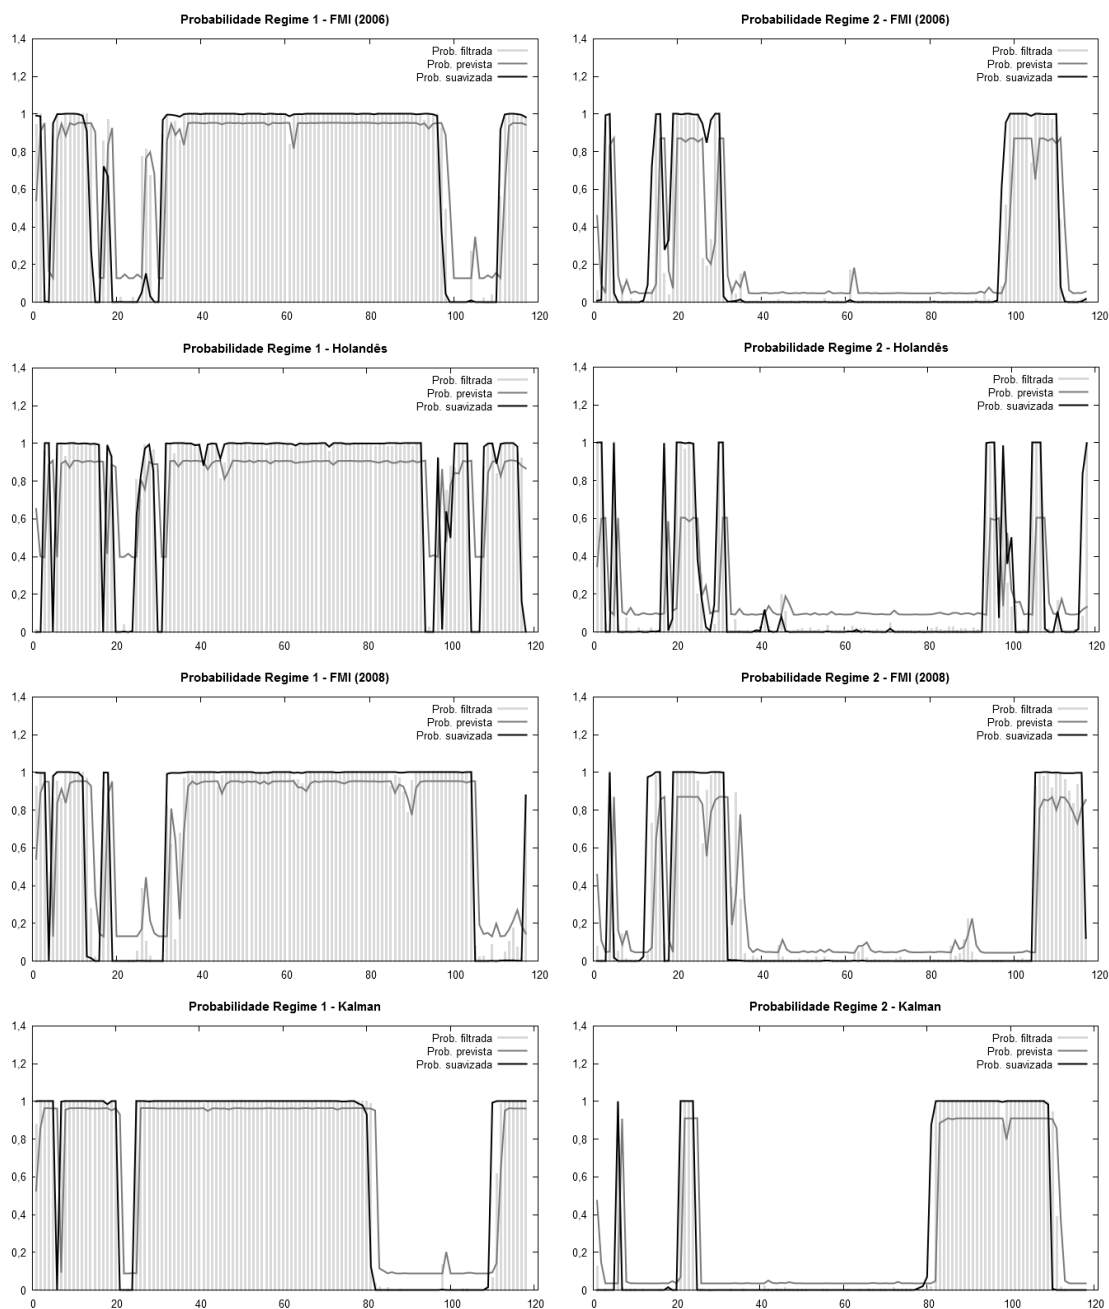 Probabilidade Regime 1 - FMI (2006)
Prob. filtrada
Prob. prevista
Prob. suavizada
1,4
1,2
1
0,8
0,6
0,4
0,2
0
0 20 40 60 80 100 120
Probabilidade Regime 2 - FMI (2006)
Prob. filtrada
Prob. prevista
Prob. suavizada
1,4
1,2
1
0,8
0,6
0,4
0,2
0
0 20 40 60 80 100 120
Probabilidade Regime 1 - Holandês
Prob. filtrada
Prob. prevista
Prob. suavizada
1,4
1,2
1
0,8
0,6
0,4
0,2
0
0 20 40 60 80 100 120
Probabilidade Regime 2 - Holandês
Prob. filtrada
Prob. prevista
Prob. suavizada
1,4
1,2
1
0,8
0,6
0,4
0,2
0
0 20 40 60 80 100 120
Probabilidade Regime 1 - FMI (2008)
Prob. filtrada
Prob. prevista
Prob. suavizada
1,4
1,2
1
0,8
0,6
0,4
0,2
0
0 20 40 60 80 100 120
Probabilidade Regime 2 - FMI (2008)
Prob. filtrada
Prob. prevista
Prob. suavizada
1,4
1,2
1
0,8
0,6
0,4
0,2
0
0 20 40 60 80 100 120
Probabilidade Regime 1 - Kalman
Prob. filtrada
Prob. prevista
Prob. suavizada
1,4
1,2
1
0,8
0,6
0,4
0,2
0
0 20 40 60 80 100 120
Probabilidade Regime 2 - Kalman
Prob. filtrada
Prob. prevista
Prob. suavizada
1,4
1,2
1
0,8
0,6
0,4
0,2
0
0 20 40 60 80 100 120